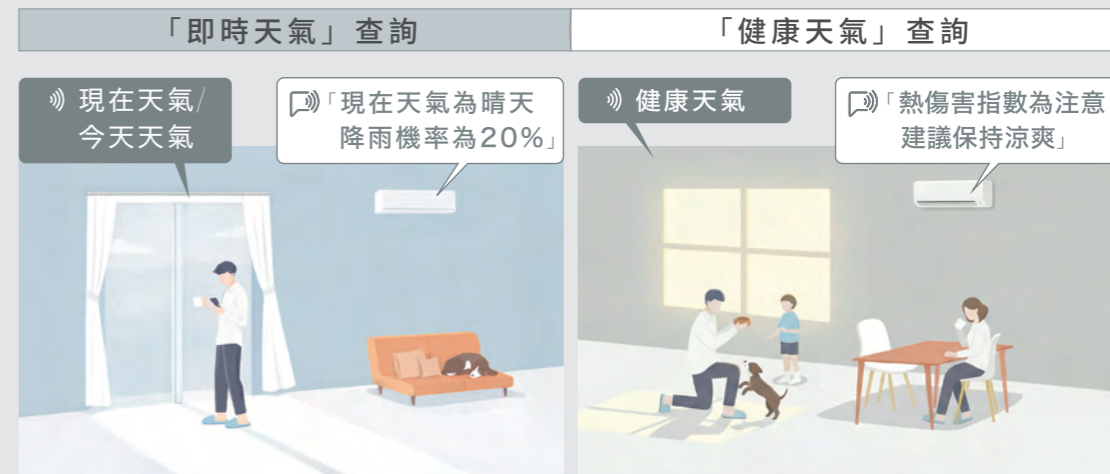 「即時天氣」查詢
現在天氣/
今天天氣
「現在天氣為晴天
降雨機率為20%」
「健康天氣」查詢
健康天氣
「熱傷害指數為注意
建議保持涼爽」